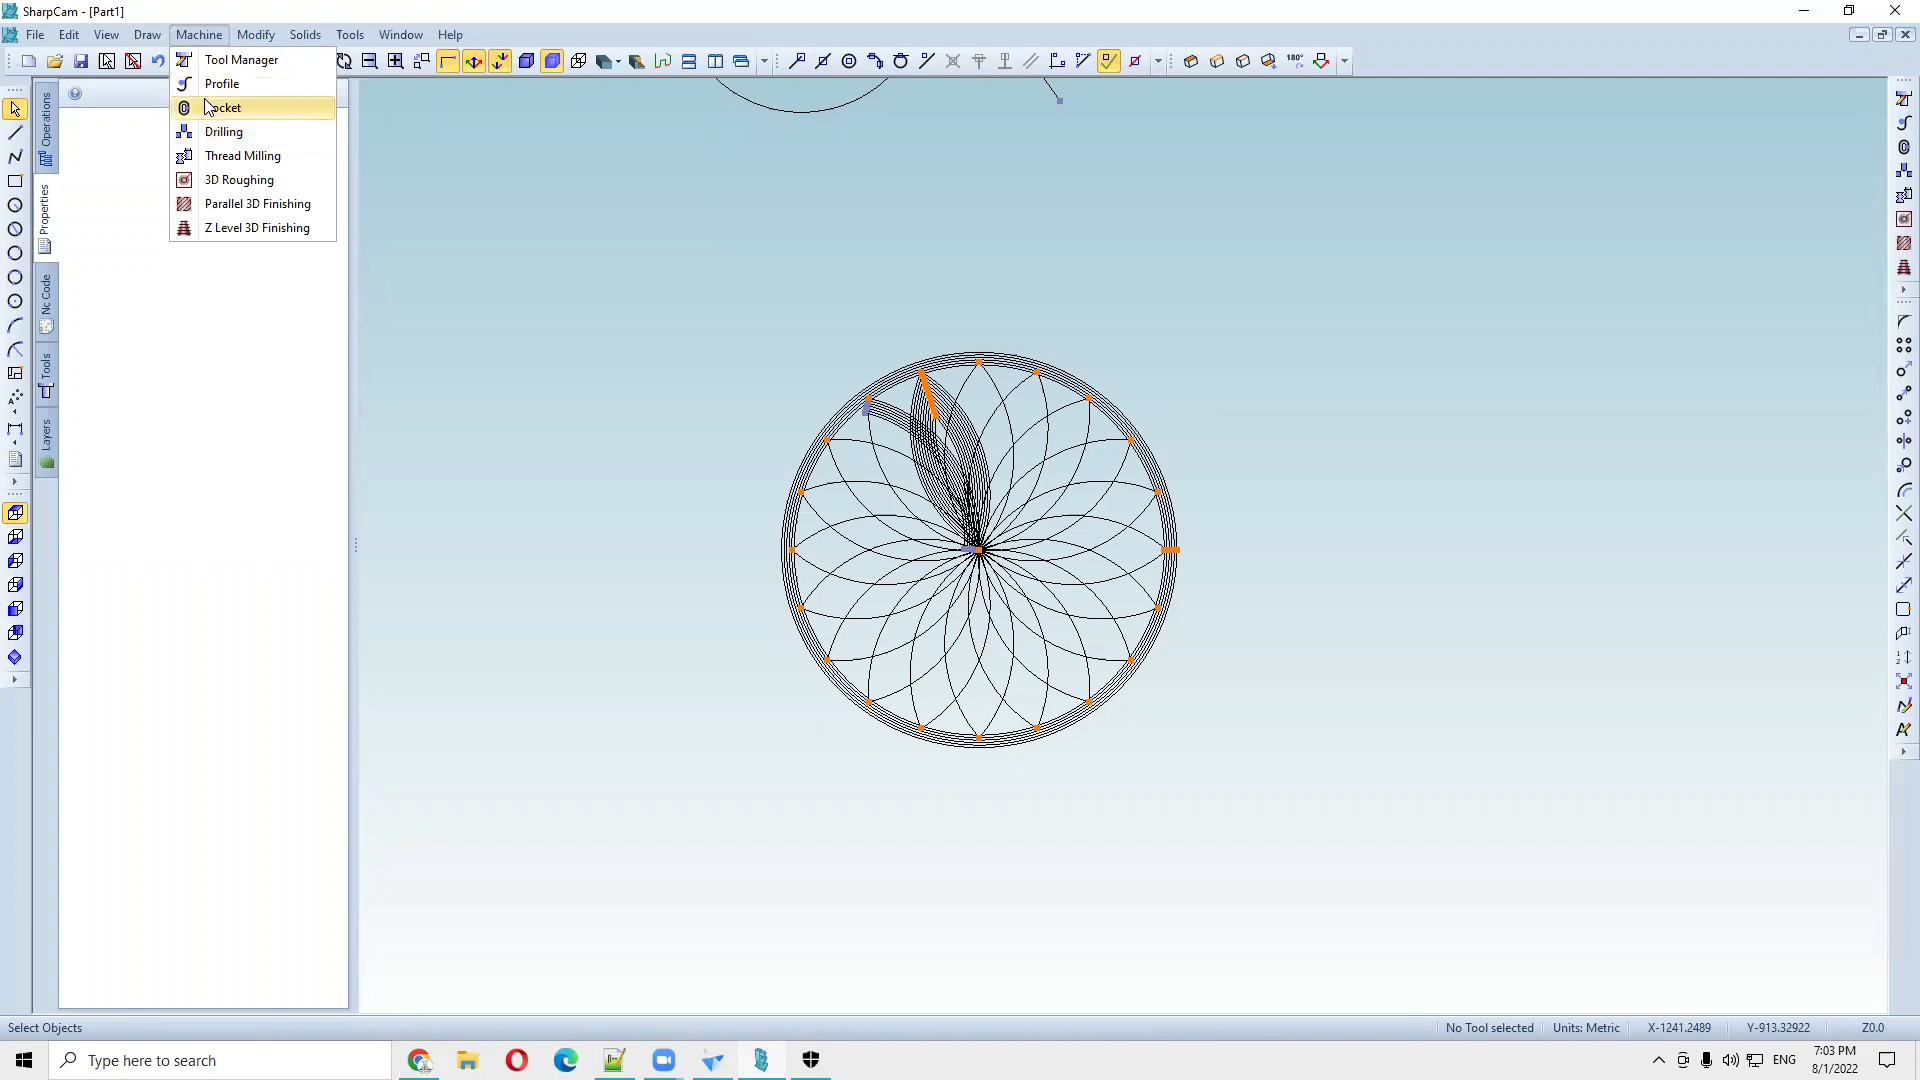 SharpCam - [Part1]
File Edit View Draw Machine Modify Solids Tools Window Help
Tool Manager
Profile
Drilling
Thread Milling
3D Roughing
Parallel 3D Finishing
Z Level 3D Finishing
Operations
Properties
Nc Code
Tools
Layers
180°
Select Objects
No Tool selected Units: Metric X-1241.2489 Y-913.32922 Z0.0
Type here to search
ENG
7:03 PM
8/1/2022